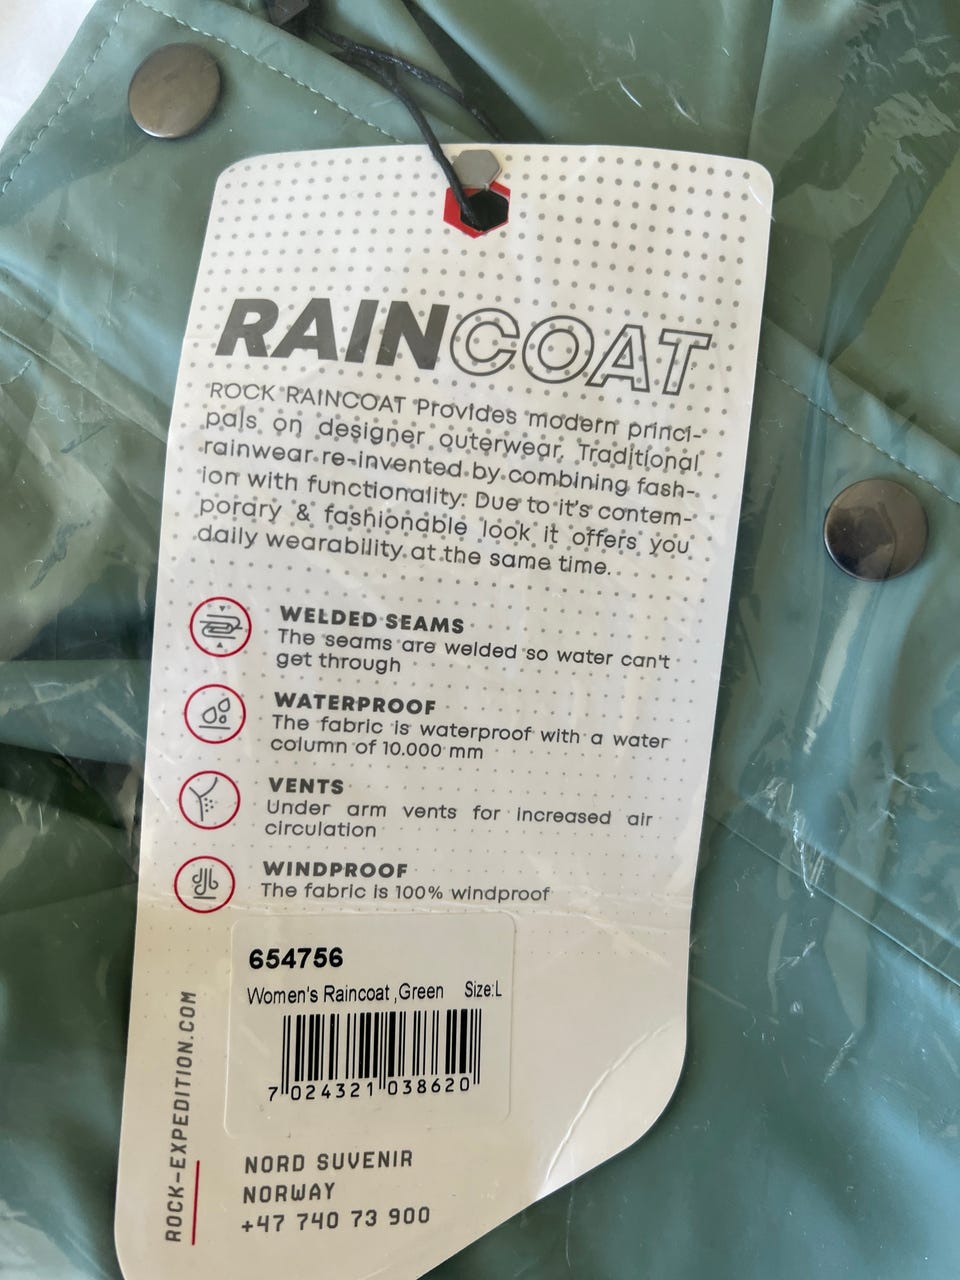 RAINCOAT
ROCK RAINCOAT Provides modern princi-
pals on designer outerwear, Traditional
rainwear re-invented by combining fash-
ion with functionality. Due to it's contem-
porary & fashionable look it offers you
daily wearability at the same time.
WELDED SEAMS
The seams are welded so water can't
get through
WATERPROOF
The fabric is waterproof with a water
column of 10.000 mm
VENTS
Under arm vents for increased air
circulation
WINDPROOF
The fabric is 100% windproof
654756
Women's Raincoat ,Green Size:L
7 024321 038620
ROCK-EXPEDITION.COM
NORD SUVENIR
NORWAY
+47 740 73 900